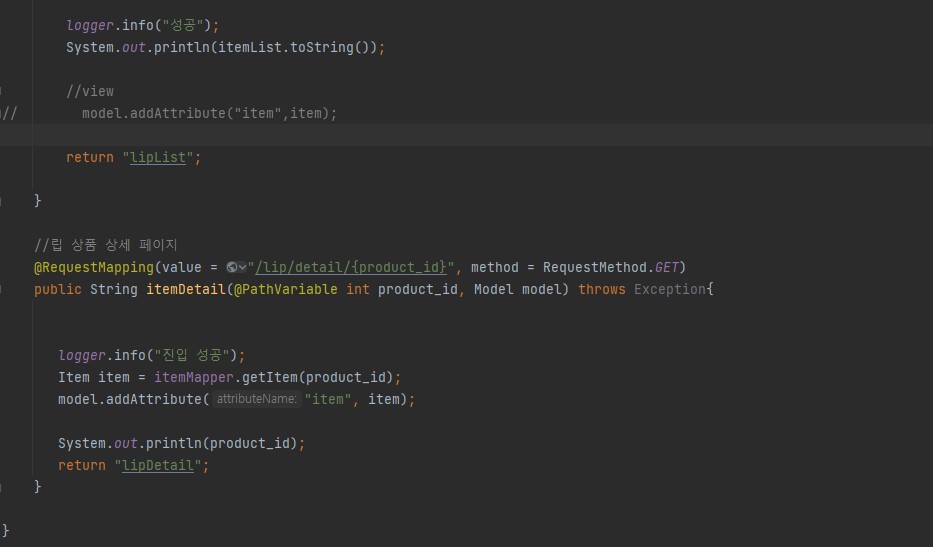 logger.info("성공");
System.out.println(itemList.toString());
//view
// model.addAttribute("item",item);
return "lipList";
}
//립 상품 상세 페이지
@RequestMapping(value = "/lip/detail/{product_id}", method = RequestMethod.GET)
public String itemDetail(@PathVariable int product_id, Model model) throws Exception{
logger.info("진입 성공");
Item item = itemMapper.getItem(product_id);
model.addAttribute( attributeName: "item", item);
System.out.println(product_id);
return "lipDetail";
}
}